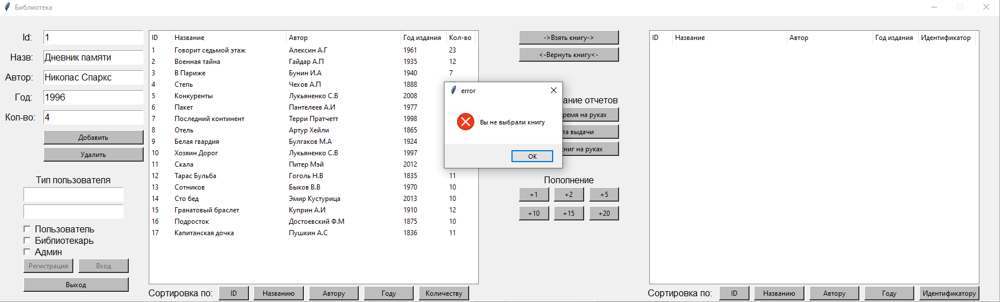 Библиотека
Id: 1
Назв: Дневник памяти
Автор: Николас Спаркс
Год: 1996
Кол-во: 4
Добавить
Удалить
Тип пользователя
Пользователь
Библиотекарь
Админ
Регистрация Вход
Выход
ID Название Автор Год издания Кол-во
1 Говорит седьмой этаж Алексин А.Г 1961 23
2 Военная тайна Гайдар А.П 1935 12
3 В Париже Бунин И.А 1940 7
4 Степь Чехов А.П 1888
5 Конкуренты Лукьяненко С.В 2008
6 Пакет Пантелеев А.И 1977
7 Последний континент Терри Пратчетт 1998
8 Отель Артур Хейли 1865
9 Белая гвардия Булгаков М.А 1924
10 Хозяин Дорог Лукьяненко С.В 1997
11 Скала Питер Мэй 2012
12 Тарас Бульба Гоголь Н.В 1835 11
13 Сотников Быков В.В 1970 10
14 Сто бед Эмир Кустурица 2013 10
15 Гранатовый браслет Куприн А.И 1910 12
16 Подросток Достоевский Ф.М 1875 10
17 Капитанская дочка Пушкин А.С 1836 11
Сортировка по: ID Названию Автору Году Количеству
->Взять книгу->
<-Вернуть книгу<-
error
Вы не выбрали книгу
OK
ание отчетов
ремя на руках
та выдачи
книг на руках
Пополнение
+1 +2 +5
+10 +15 +20
ID Название Автор Год издания Идентификатор
Сортировка по: ID Названию Автору Году Идентификатору